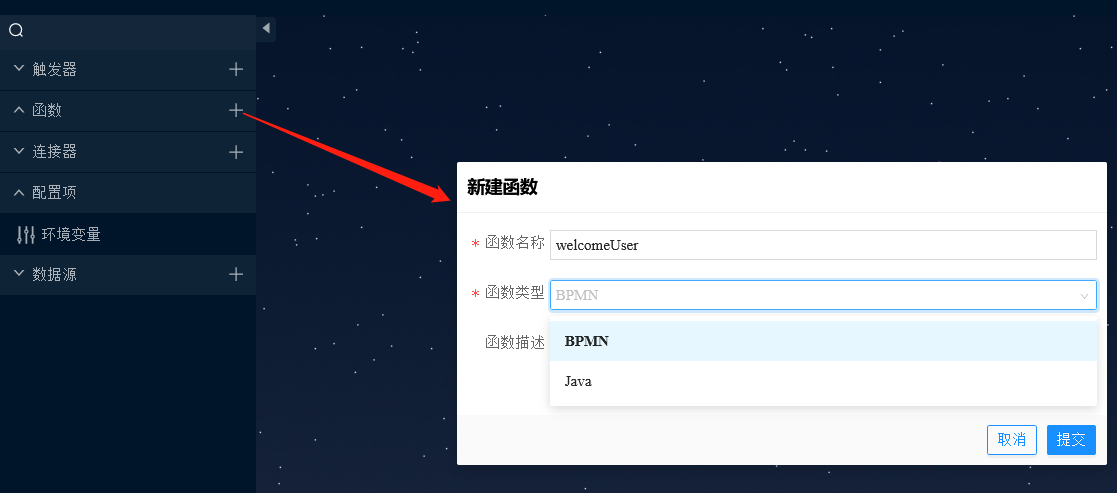 触发器
函数
连接器
配置项
环境变量
数据源
新建函数
* 函数名称 welcomeUser
* 函数类型 BPMN
函数描述
BPMN
Java
取消 提交